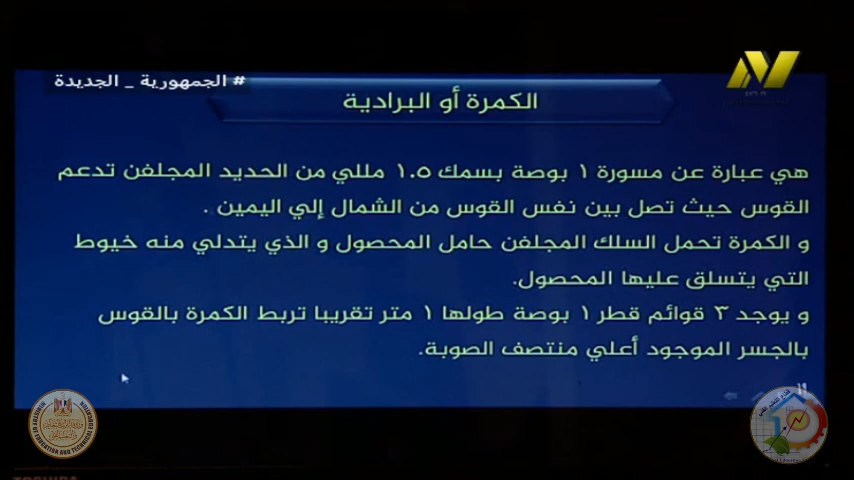 # الجمهورية _ الجديدة
الكمرة أو البرادية
هي عبارة عن مسورة ١ بوصة بسمك ١.٥ مللي من الحديد المجلفن تدعم
القوس حيث تصل بين نفس القوس من الشمال إلي اليمين .
و الكمرة تحمل السلك المجلفن حامل المحصول و الذي يتدلي منه خيوط
التي يتسلق عليها المحصول.
و يوجد ٣ قوائم قطر ١ بوصة طولها ١ متر تقريبا تربط الكمرة بالقوس
بالجسر الموجود أعلي منتصف الصوبة.
١٩
TOSHIBA